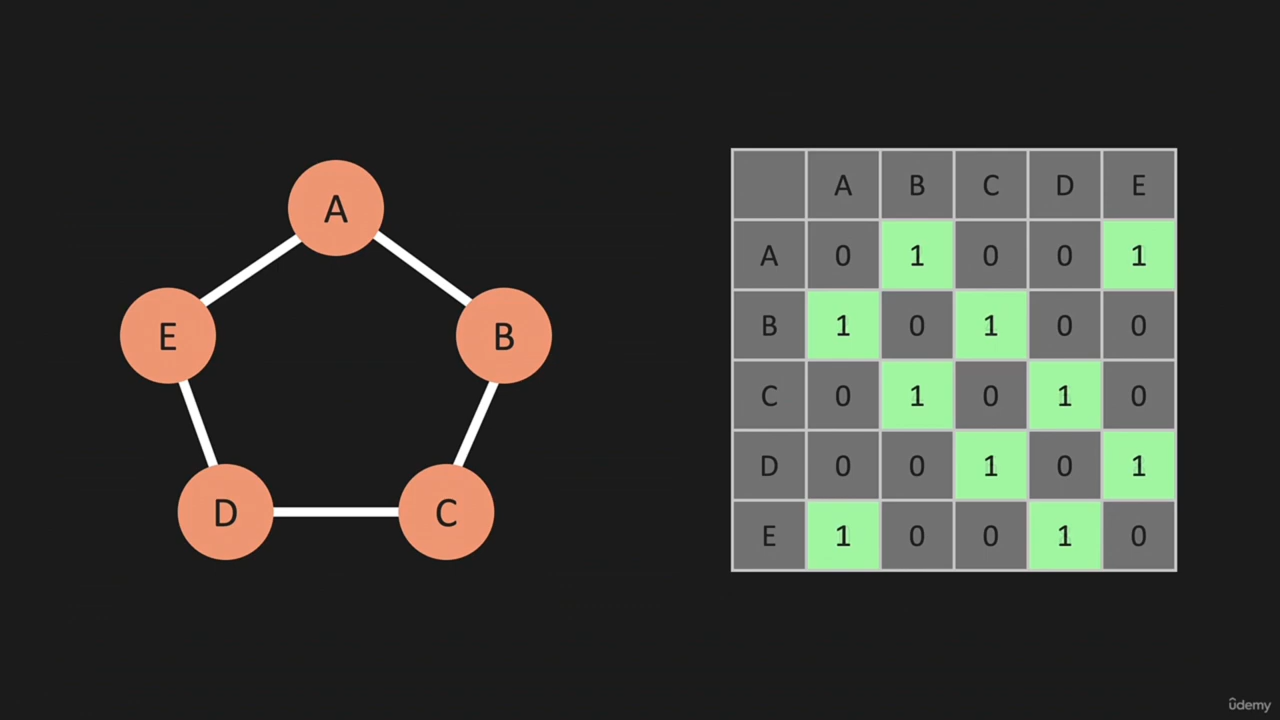 A
E
B
D
C
A B C D E
A 0 1 0 0 1
B 1 0 1 0 0
C 0 1 0 1 0
D 0 0 1 0 1
E 1 0 0 1 0
ûdemy